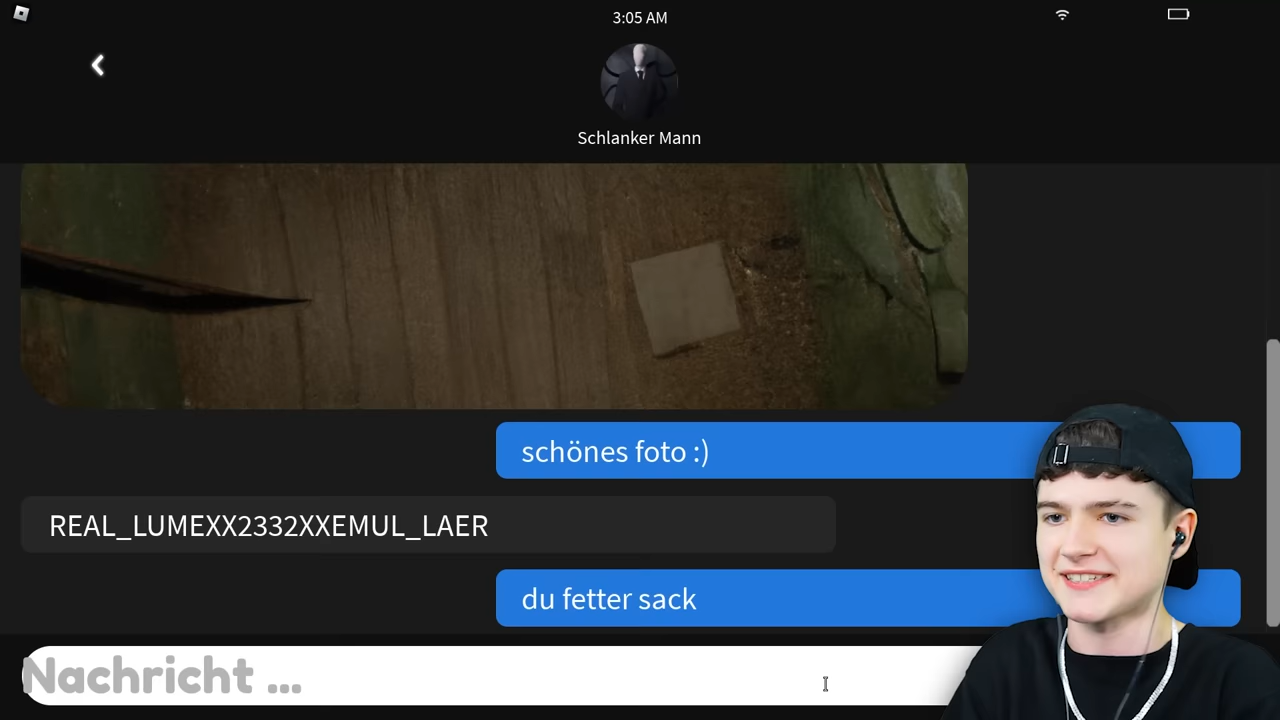 3:05 AM
Schlanker Mann
schönes foto :)
REAL_LUMEXX2332XXEMUL_LAER
du fetter sack
Nachricht ...